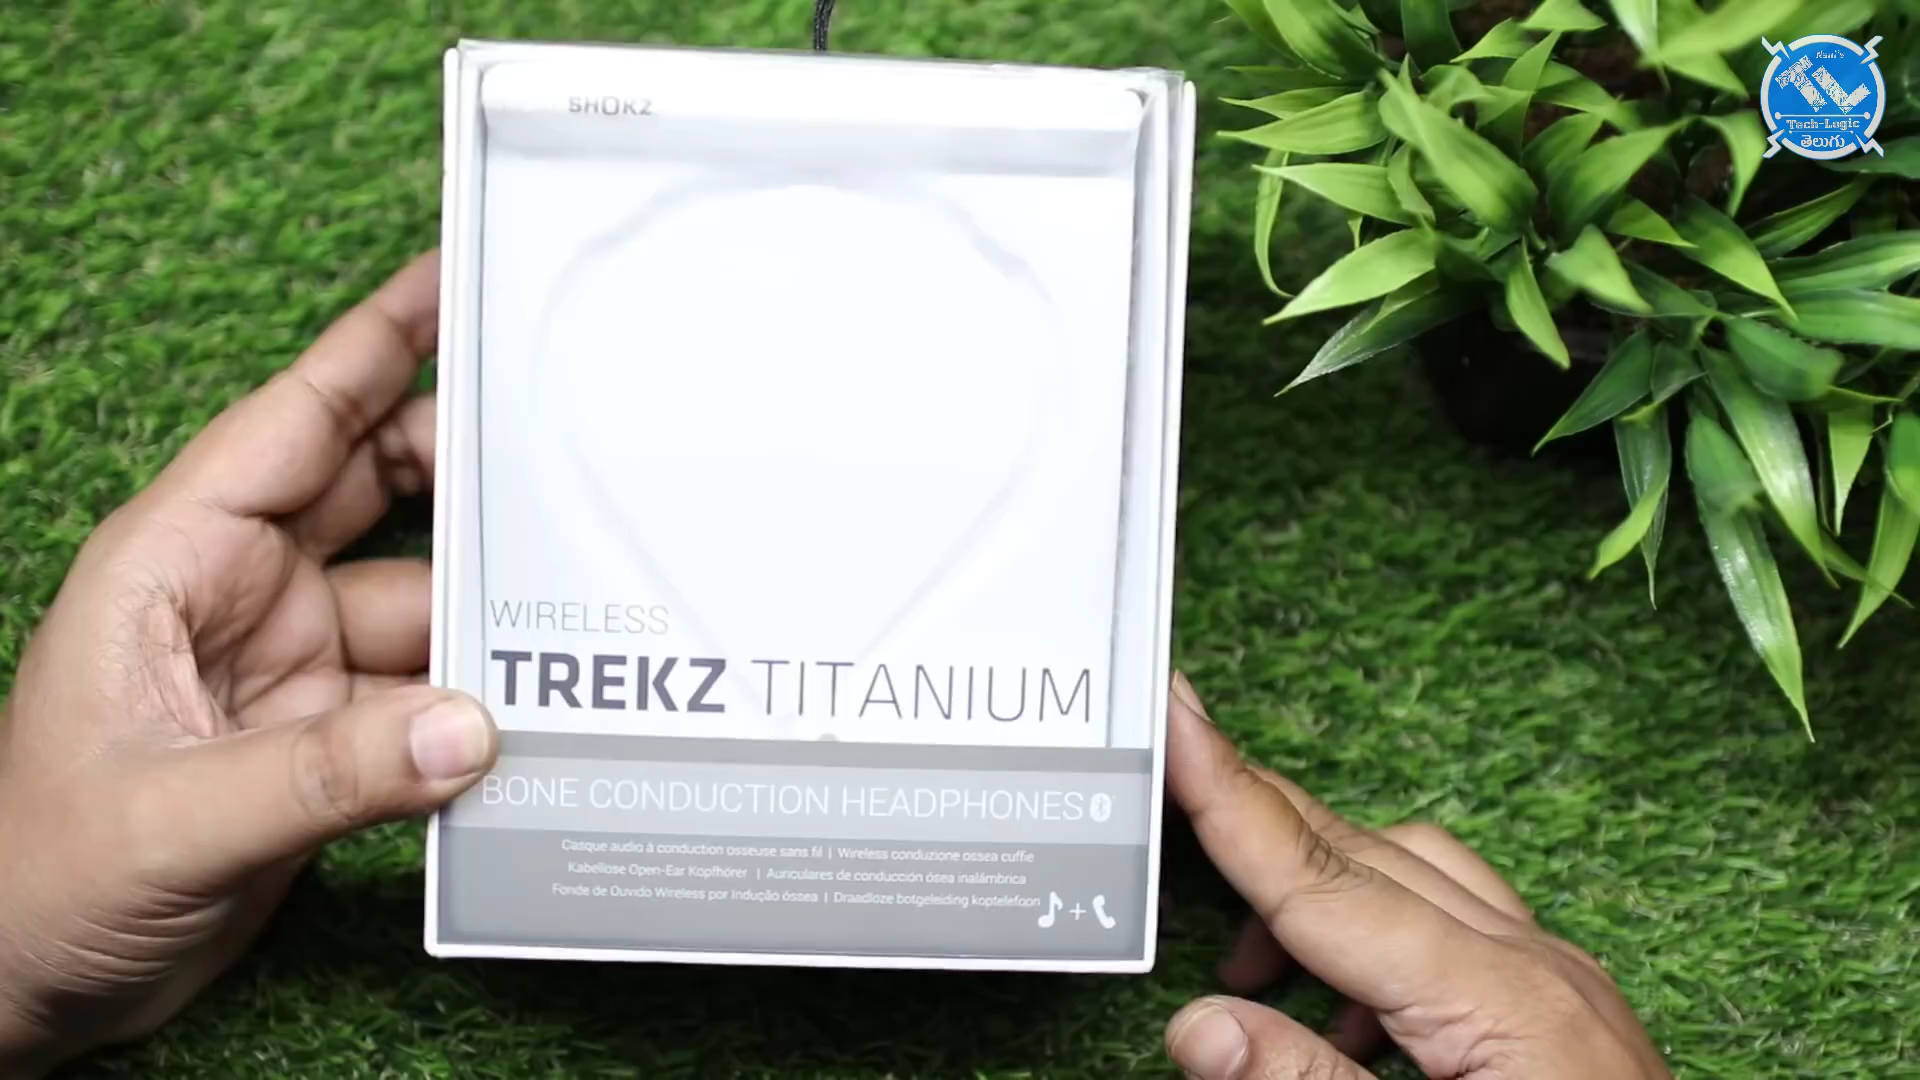 SHOKZ
Tech-Logic
తెలుగు
WIRELESS
TREKZ TITANIUM
BONE CONDUCTION HEADPHONES
Casque audio à conduction osseuse sans fil | Wireless conduzione ossea cuffie
Kabellose Open-Ear Kopfhörer | Auriculares de conducción ósea inalámbrica
Fonde de Ouvido Wireless por Indução óssea | Draadloze botgeleiding koptelefoon